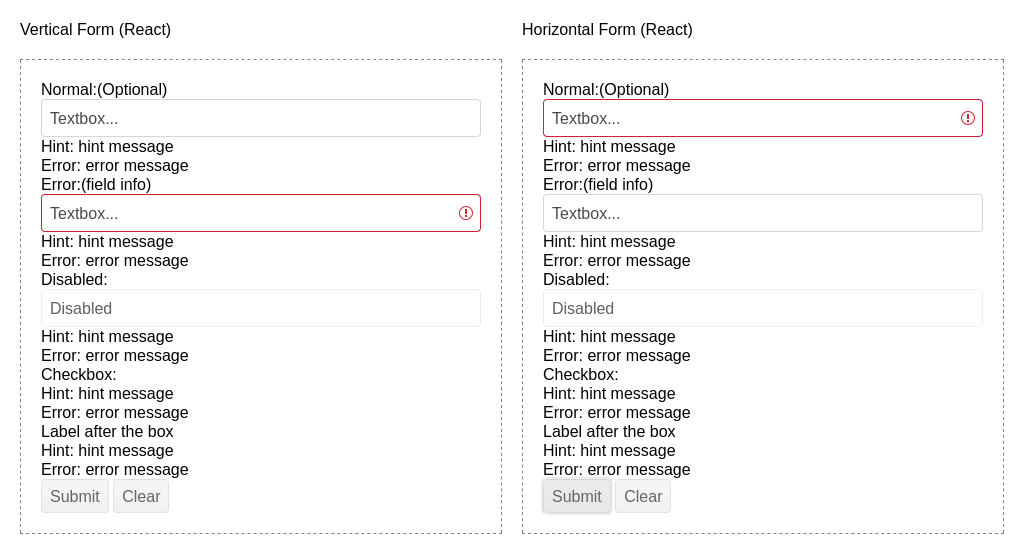 Vertical Form (React)
Normal:(Optional)
Textbox...
Hint: hint message
Error: error message
Error:(field info)
Textbox...
Hint: hint message
Error: error message
Disabled:
Disabled
Hint: hint message
Error: error message
Checkbox:
Hint: hint message
Error: error message
Label after the box
Hint: hint message
Error: error message
Submit Clear
Horizontal Form (React)
Normal:(Optional)
Textbox...
Hint: hint message
Error: error message
Error:(field info)
Textbox...
Hint: hint message
Error: error message
Disabled:
Disabled
Hint: hint message
Error: error message
Checkbox:
Hint: hint message
Error: error message
Label after the box
Hint: hint message
Error: error message
Submit Clear